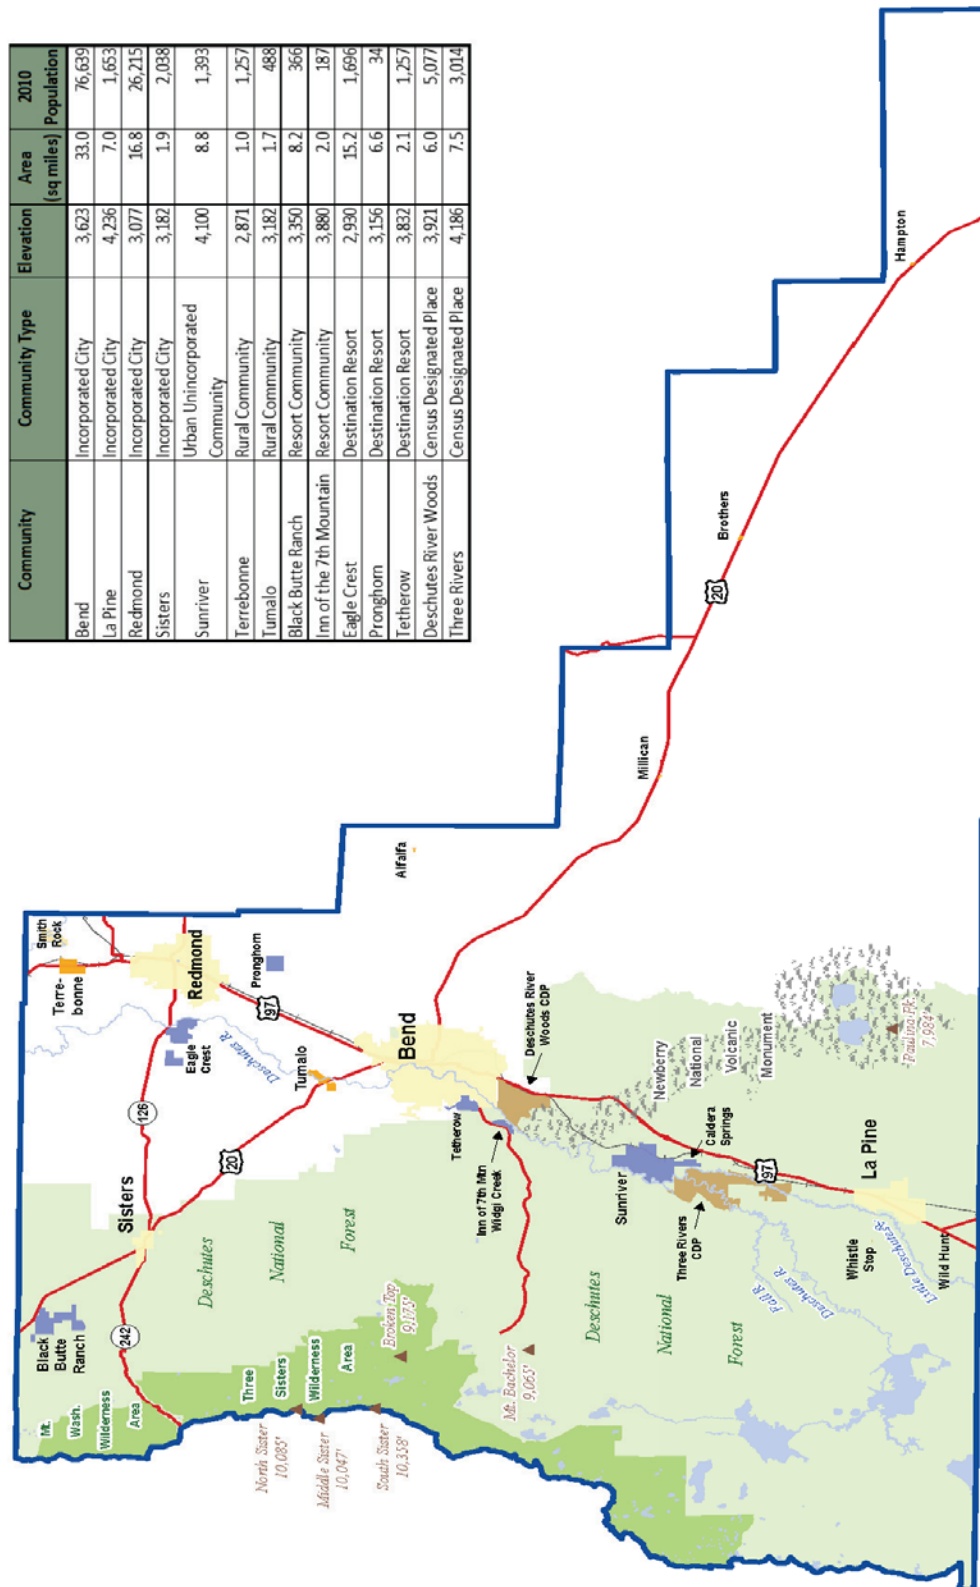 Community Community Type Elevation Area (sq miles) 2010 Population
Bend Incorporated City 3,623 33.0 76,639
La Pine Incorporated City 4,236 7.0 1,653
Redmond Incorporated City 3,077 16.8 26,215
Sisters Incorporated City 3,182 1.9 2,038
Sunriver Urban Unincorporated Community 4,100 8.8 1,393
Terrebonne Rural Community 2,871 1.0 1,257
Tumalo Rural Community 3,182 1.7 488
Black Butte Ranch Resort Community 3,350 8.2 366
Inn of the 7th Mountain Resort Community 3,880 2.0 187
Eagle Crest Destination Resort 2,930 15.2 1,696
Pronghorn Destination Resort 3,156 6.6 34
Tetherow Destination Resort 3,832 2.1 1,257
Deschutes River Woods Census Designated Place 3,921 6.0 5,077
Three Rivers Census Designated Place 4,186 7.5 3,014
Mt.
Wash.
Wilderness
Area
Black
Butte
Ranch
242
Sisters
126
20
Terre-
bonne
Smith
Rock
Redmond
Eagle
Crest
Pronghorn
97
Deschutes R.
Tumalo
Deschutes
National
Forest
Three
Sisters
Wilderness
Area
North Sister
10,085'
Middle Sister
10,047'
South Sister
10,358'
Broken Top
9,175'
Mt. Bachelor
9,065'
Bend
Tetherow
Inn of 7th Mtn
Widgi Creek
Deschutes River
Woods CDP
Alfalfa
Millican
20
Brothers
Hampton
Newberry
National
Volcanic
Monument
Paulina Pk.
7,984'
Sunriver
Caldera
Springs
Three Rivers
CDP
97
Deschutes
National
Forest
Fall R.
Deschutes R.
Little Deschutes R.
La Pine
Whistle
Stop
Wild Hunt